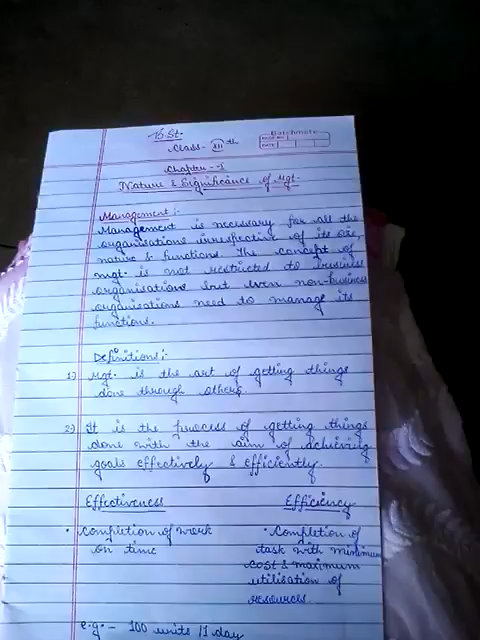 B.St.
Batchmate
PAGE NO.
DATE
Class - XII th
Chapter - 1
Nature & Significance of Mgt.
Management :-
Management is necessary for all the
organisations irrespective of its size,
nature & functions. The concept of
mgt. is not restricted to business
organisations but even non-business
organisations need to manage its
functions.
Definitions :-
1.) Mgt. is the art of getting things
done through others.
2.) It is the process of getting things
done with the aim of achieving
goals effectively & efficiently.
Effectiveness Efficiency
• Completion of work • Completion of
on time task with minimum
cost & maximum
utilisation of
resources.
e.g. - 100 units / 1 day